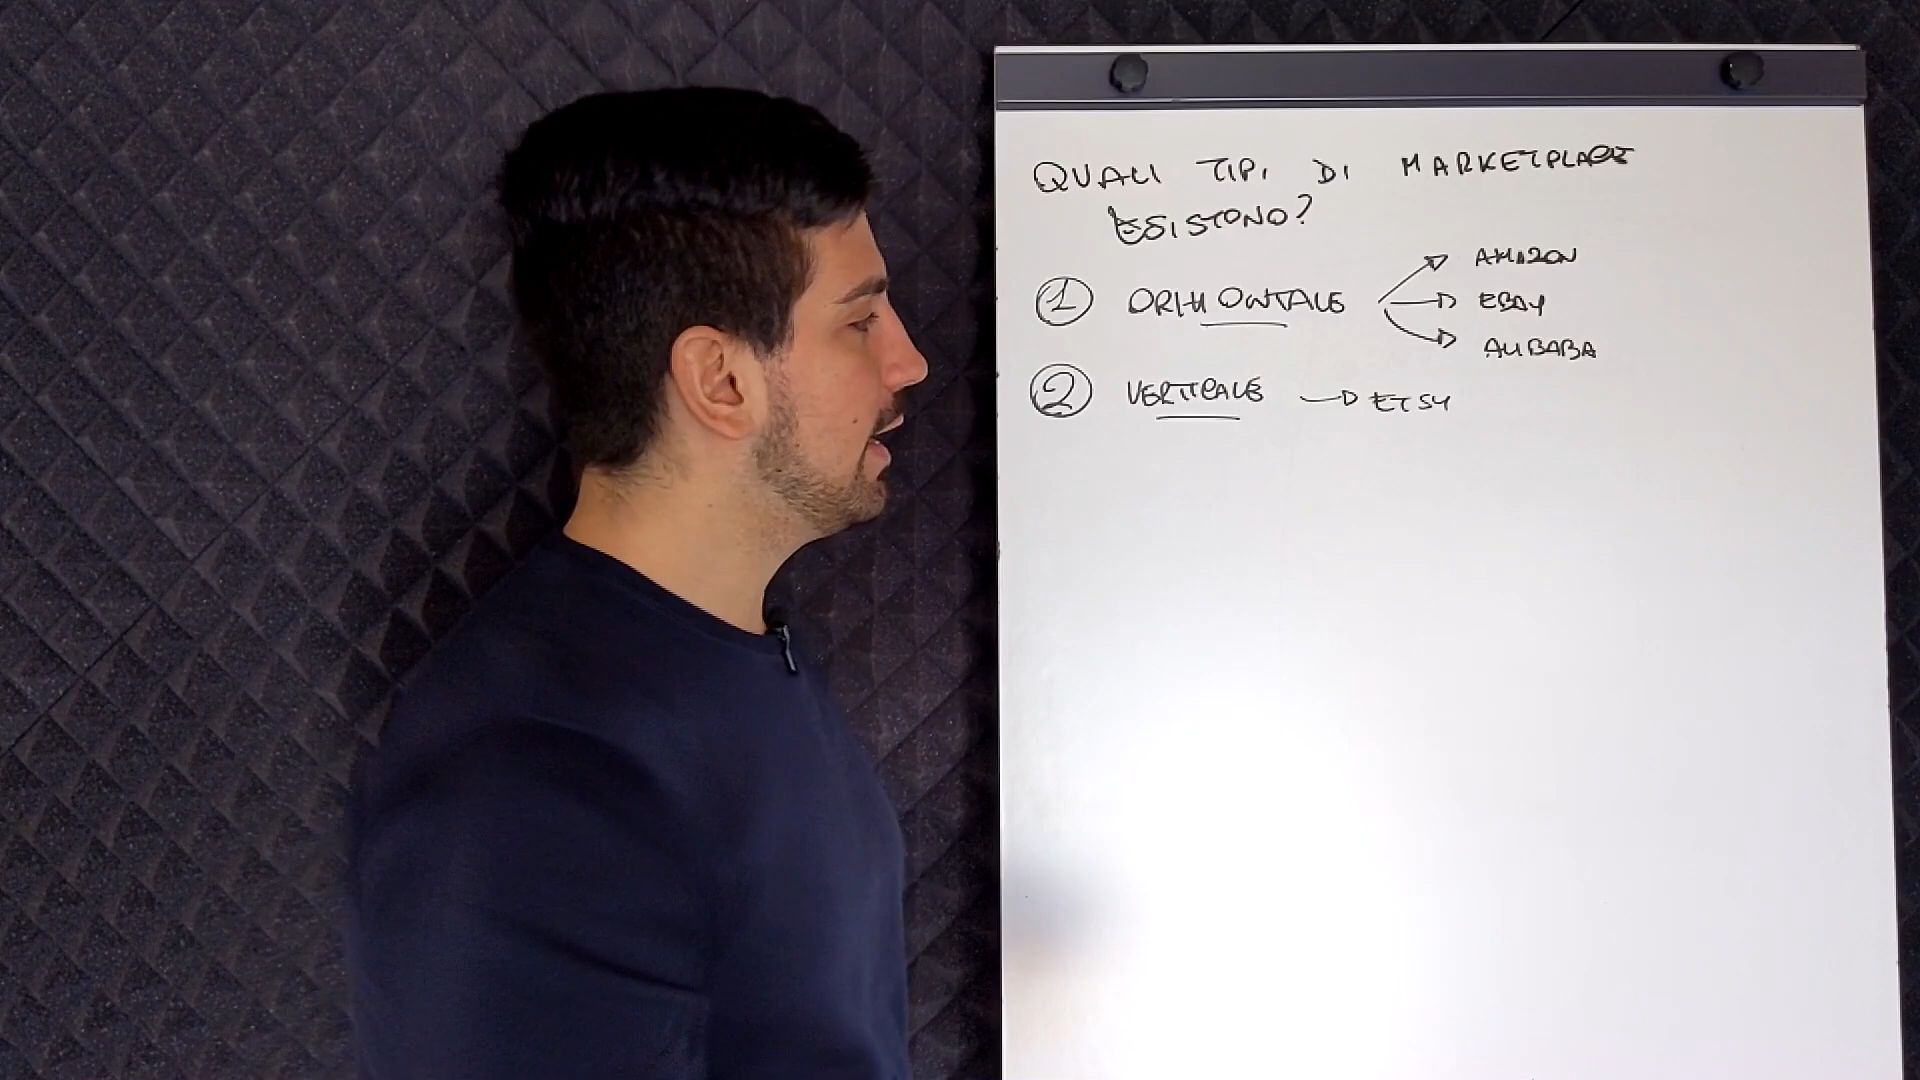 QUALI TIPI DI MARKETPLACE
ESISTONO?
1 ORIZZONTALE
AMAZON
EBAY
ALIBABA
2 VERTICALE → ETSY